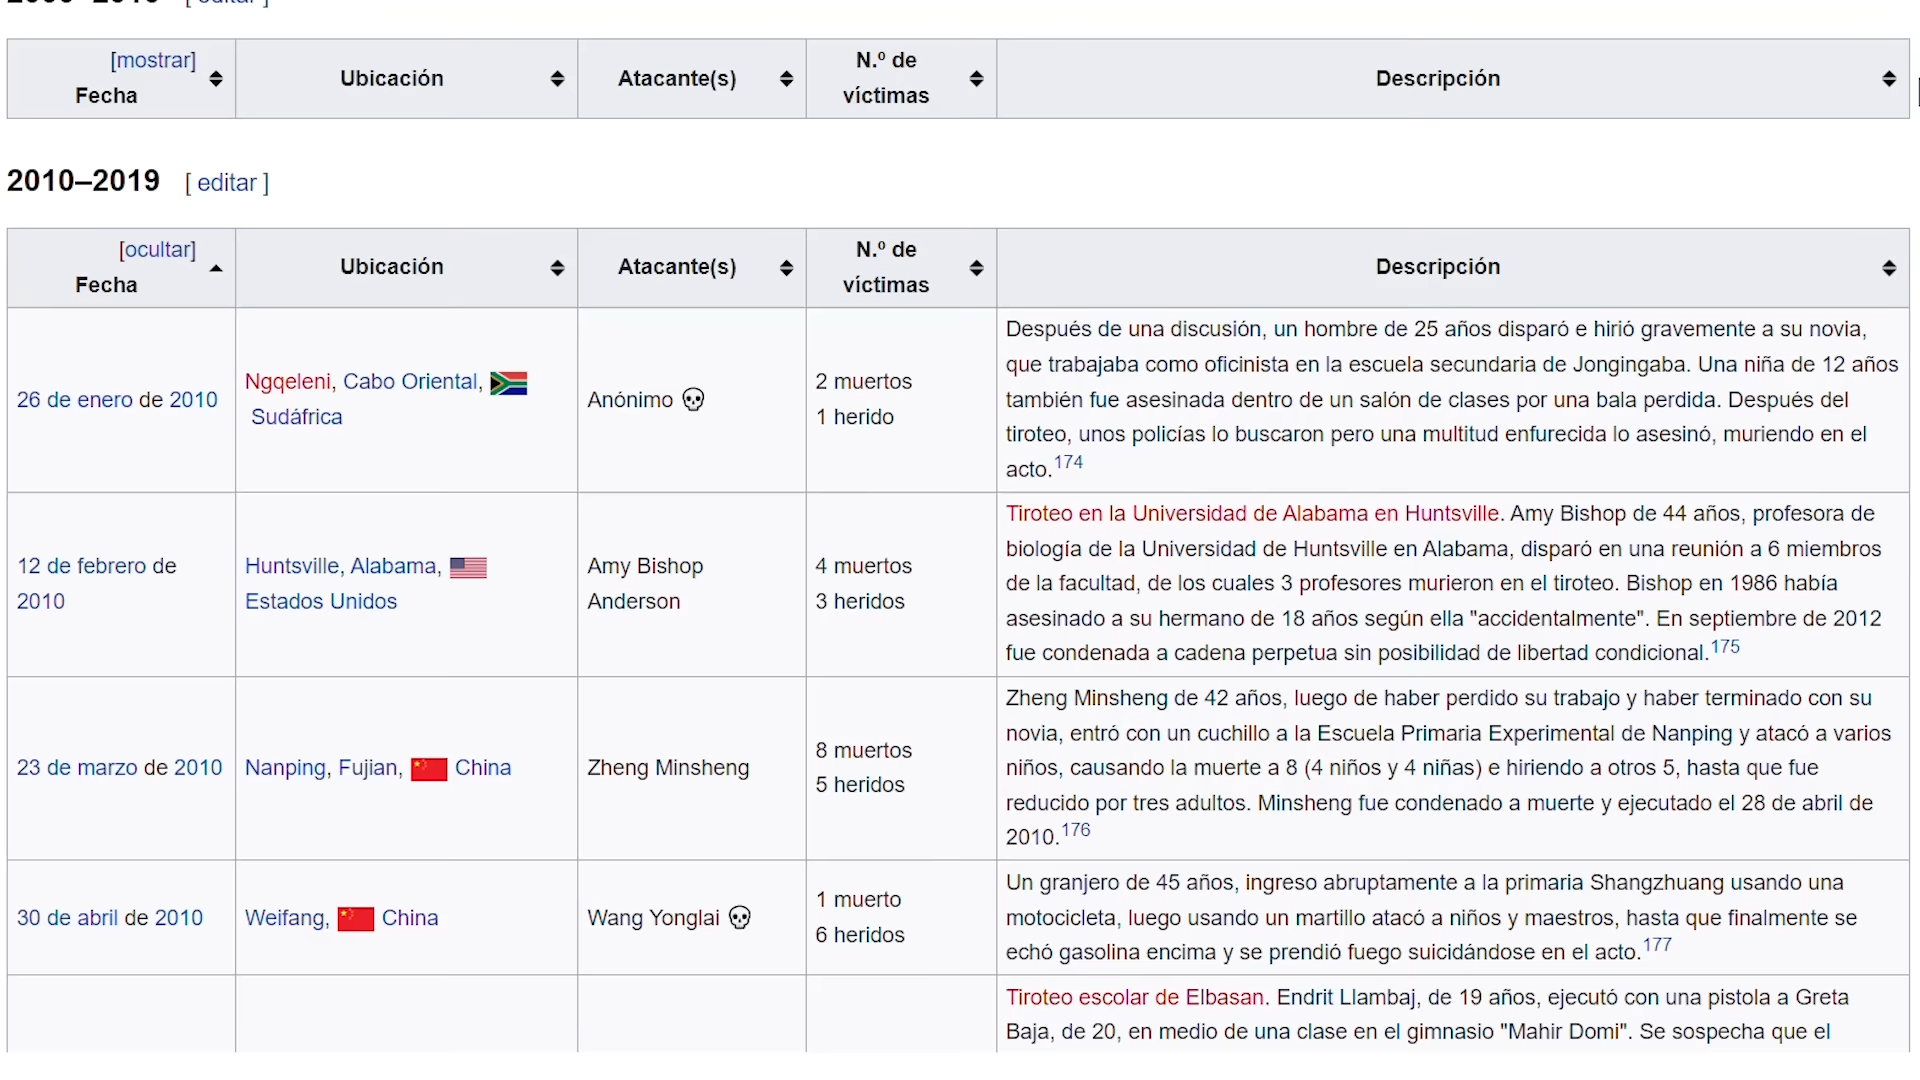 [ editar ]
[mostrar]
Fecha
Ubicación
Atacante(s)
N.º de
víctimas
Descripción
2010–2019 [ editar ]
[ocultar]
Fecha
Ubicación
Atacante(s)
N.º de
víctimas
Descripción
26 de enero de 2010
Ngqeleni, Cabo Oriental,
Sudáfrica
Anónimo
2 muertos
1 herido
Después de una discusión, un hombre de 25 años disparó e hirió gravemente a su novia,
que trabajaba como oficinista en la escuela secundaria de Jongingaba. Una niña de 12 años
también fue asesinada dentro de un salón de clases por una bala perdida. Después del
tiroteo, unos policías lo buscaron pero una multitud enfurecida lo asesinó, muriendo en el
acto.174
12 de febrero de
2010
Huntsville, Alabama,
Estados Unidos
Amy Bishop
Anderson
4 muertos
3 heridos
Tiroteo en la Universidad de Alabama en Huntsville. Amy Bishop de 44 años, profesora de
biología de la Universidad de Huntsville en Alabama, disparó en una reunión a 6 miembros
de la facultad, de los cuales 3 profesores murieron en el tiroteo. Bishop en 1986 había
asesinado a su hermano de 18 años según ella "accidentalmente". En septiembre de 2012
fue condenada a cadena perpetua sin posibilidad de libertad condicional.175
23 de marzo de 2010
Nanping, Fujian, China
Zheng Minsheng
8 muertos
5 heridos
Zheng Minsheng de 42 años, luego de haber perdido su trabajo y haber terminado con su
novia, entró con un cuchillo a la Escuela Primaria Experimental de Nanping y atacó a varios
niños, causando la muerte a 8 (4 niños y 4 niñas) e hiriendo a otros 5, hasta que fue
reducido por tres adultos. Minsheng fue condenado a muerte y ejecutado el 28 de abril de
2010.176
30 de abril de 2010
Weifang, China
Wang Yonglai
1 muerto
6 heridos
Un granjero de 45 años, ingreso abruptamente a la primaria Shangzhuang usando una
motocicleta, luego usando un martillo atacó a niños y maestros, hasta que finalmente se
echó gasolina encima y se prendió fuego suicidándose en el acto.177
Tiroteo escolar de Elbasan. Endrit Llambaj, de 19 años, ejecutó con una pistola a Greta
Baja, de 20, en medio de una clase en el gimnasio "Mahir Domi". Se sospecha que el